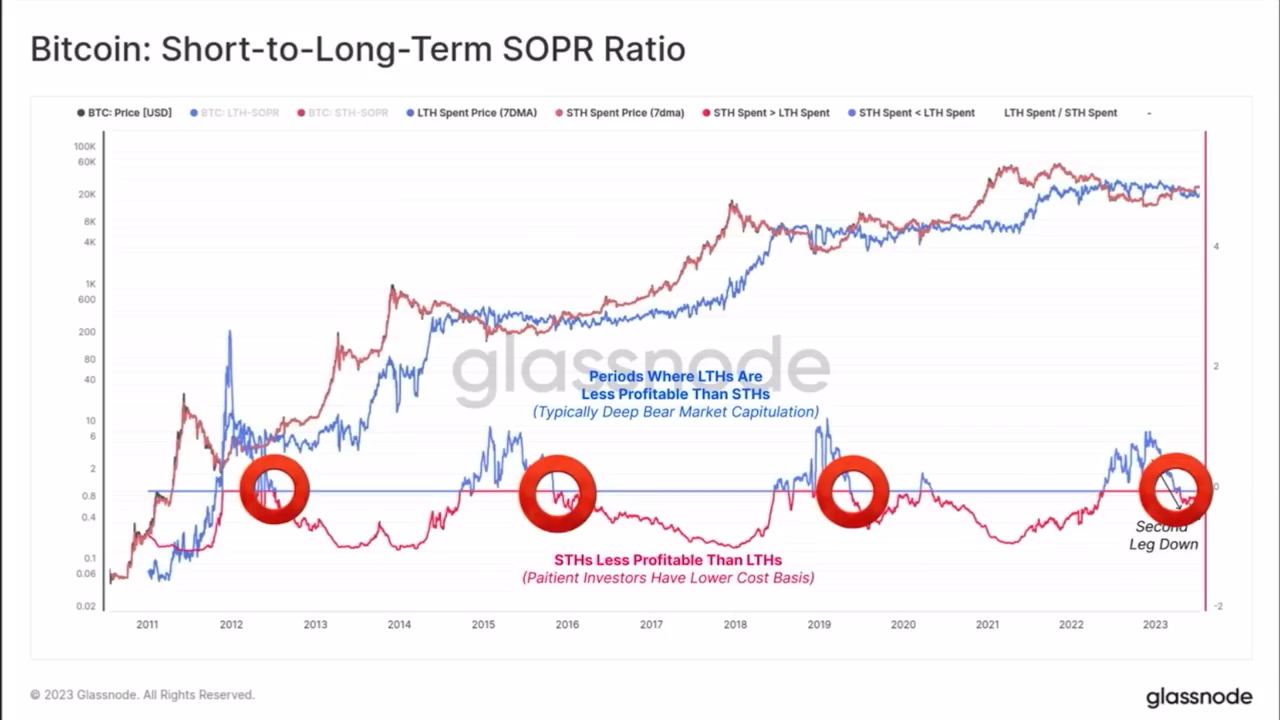 Bitcoin: Short-to-Long-Term SOPR Ratio
BTC: Price [USD] BTC: LTH-SOPR BTC: STH-SOPR LTH Spent Price (7DMA) STH Spent Price (7dma) STH Spent > LTH Spent STH Spent < LTH Spent LTH Spent / STH Spent -
100K
60K
20K
8K
4K
1K
600
200
80
40
10
6
2
0.8
0.4
0.1
0.06
0.02
4
2
0
-2
glassnode
Periods Where LTHs Are
Less Profitable Than STHs
(Typically Deep Bear Market Capitulation)
STHs Less Profitable Than LTHs
(Paitient Investors Have Lower Cost Basis)
Second
Leg Down
2011 2012 2013 2014 2015 2016 2017 2018 2019 2020 2021 2022 2023
© 2023 Glassnode. All Rights Reserved.
glassnode